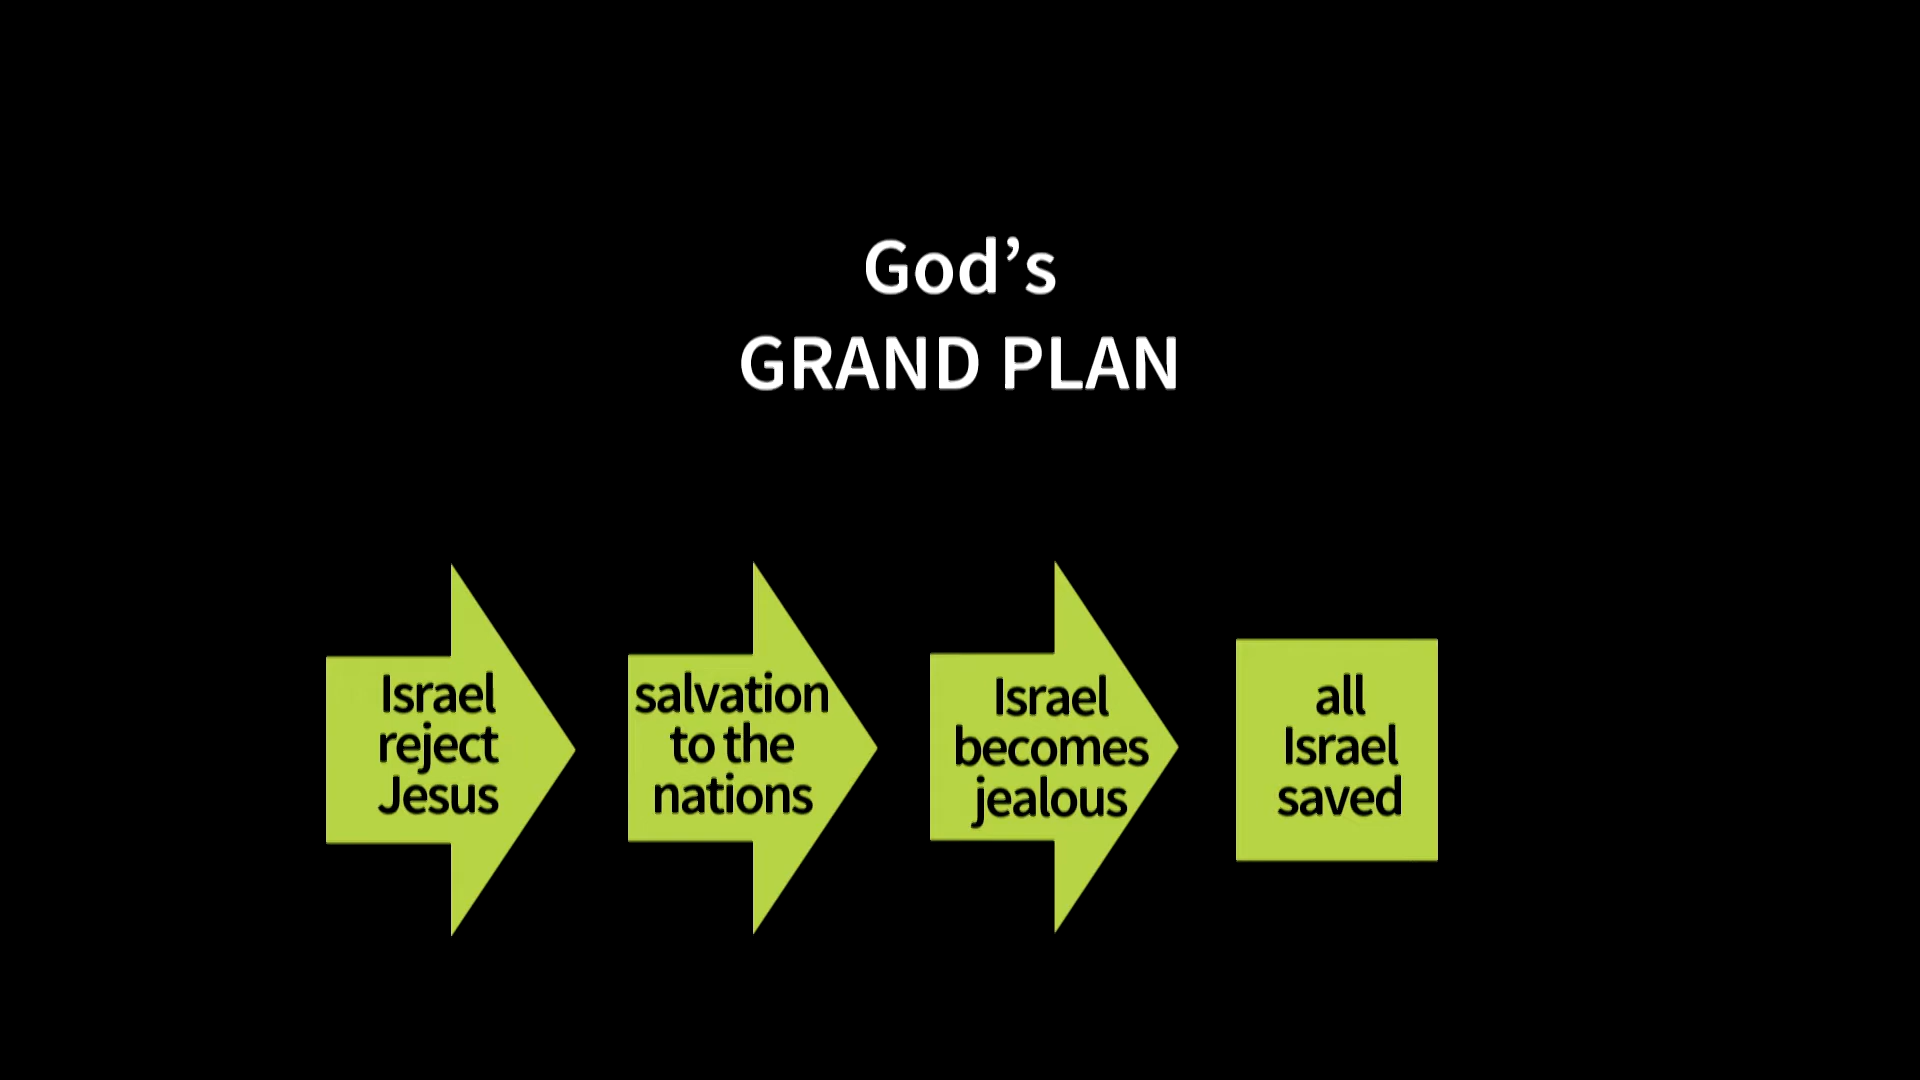 God’s
GRAND PLAN
Israel
reject
Jesus
salvation
to the
nations
Israel
becomes
jealous
all
Israel
saved